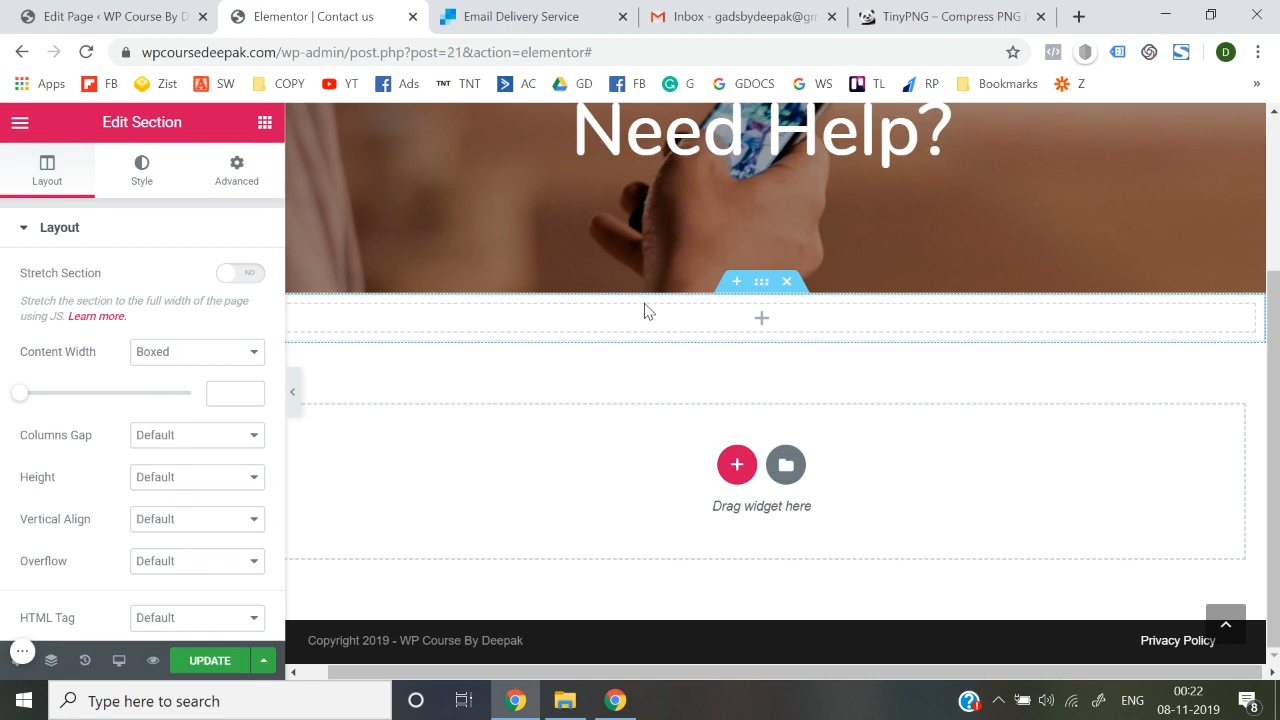 Edit Page ‹ WP Course By D
Elementor | Contact us
Email Delivery Service
Inbox - gadsbydeepak@gm
TinyPNG – Compress PNG i
wpcoursedeepak.com/wp-admin/post.php?post=21&action=elementor#
D
Apps
FB
Zist
SW
COPY
YT
Ads
TNT
TNT
AC
GD
FB
G
GDOCS
WS
TL
RP
Bookmarks
Z
»
Edit Section
Layout
Style
Advanced
Layout
Stretch Section
NO
Stretch the section to the full width of the page
using JS. Learn more.
Content Width
Boxed
Columns Gap
Default
Height
Default
Vertical Align
Default
Overflow
Default
HTML Tag
Default
UPDATE
Need Help?
Drag widget here
Copyright 2019 - WP Course By Deepak
Privacy Policy
Type here to search
ENG
00:22
08-11-2019
8